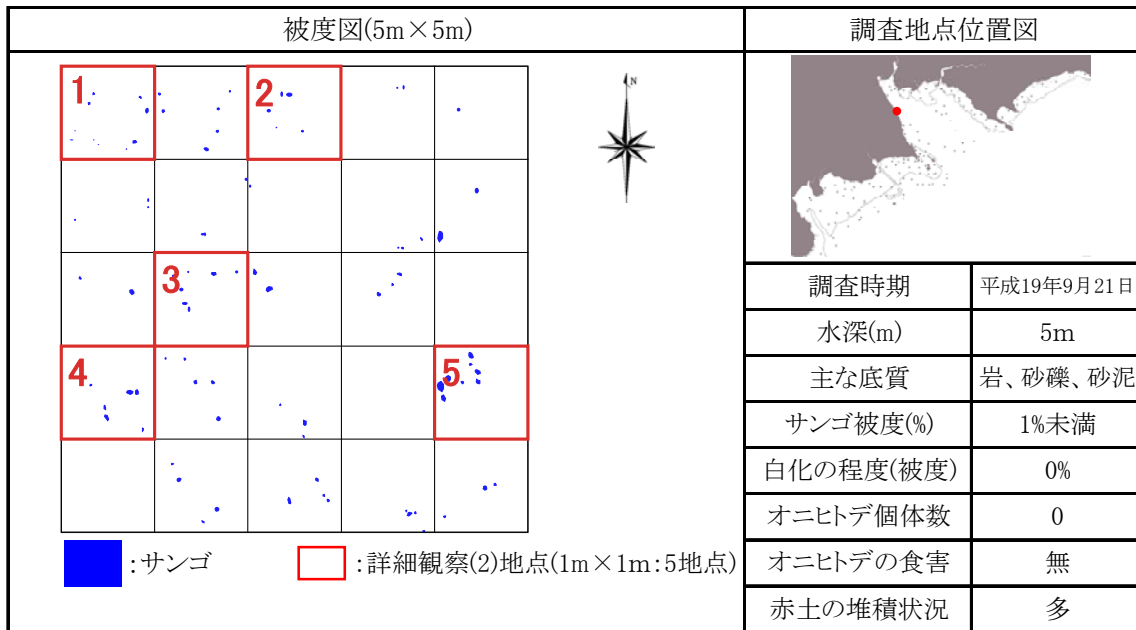 被度図(5m×5m)
調査地点位置図
1
2
3
4
5
N
:サンゴ
:詳細観察(2)地点(1m×1m:5地点)
調査時期 平成19年9月21日
水深(m) 5m
主な底質 岩、砂礫、砂泥
サンゴ被度(%) 1%未満
白化の程度(被度) 0%
オニヒトデ個体数 0
オニヒトデの食害 無
赤土の堆積状況 多